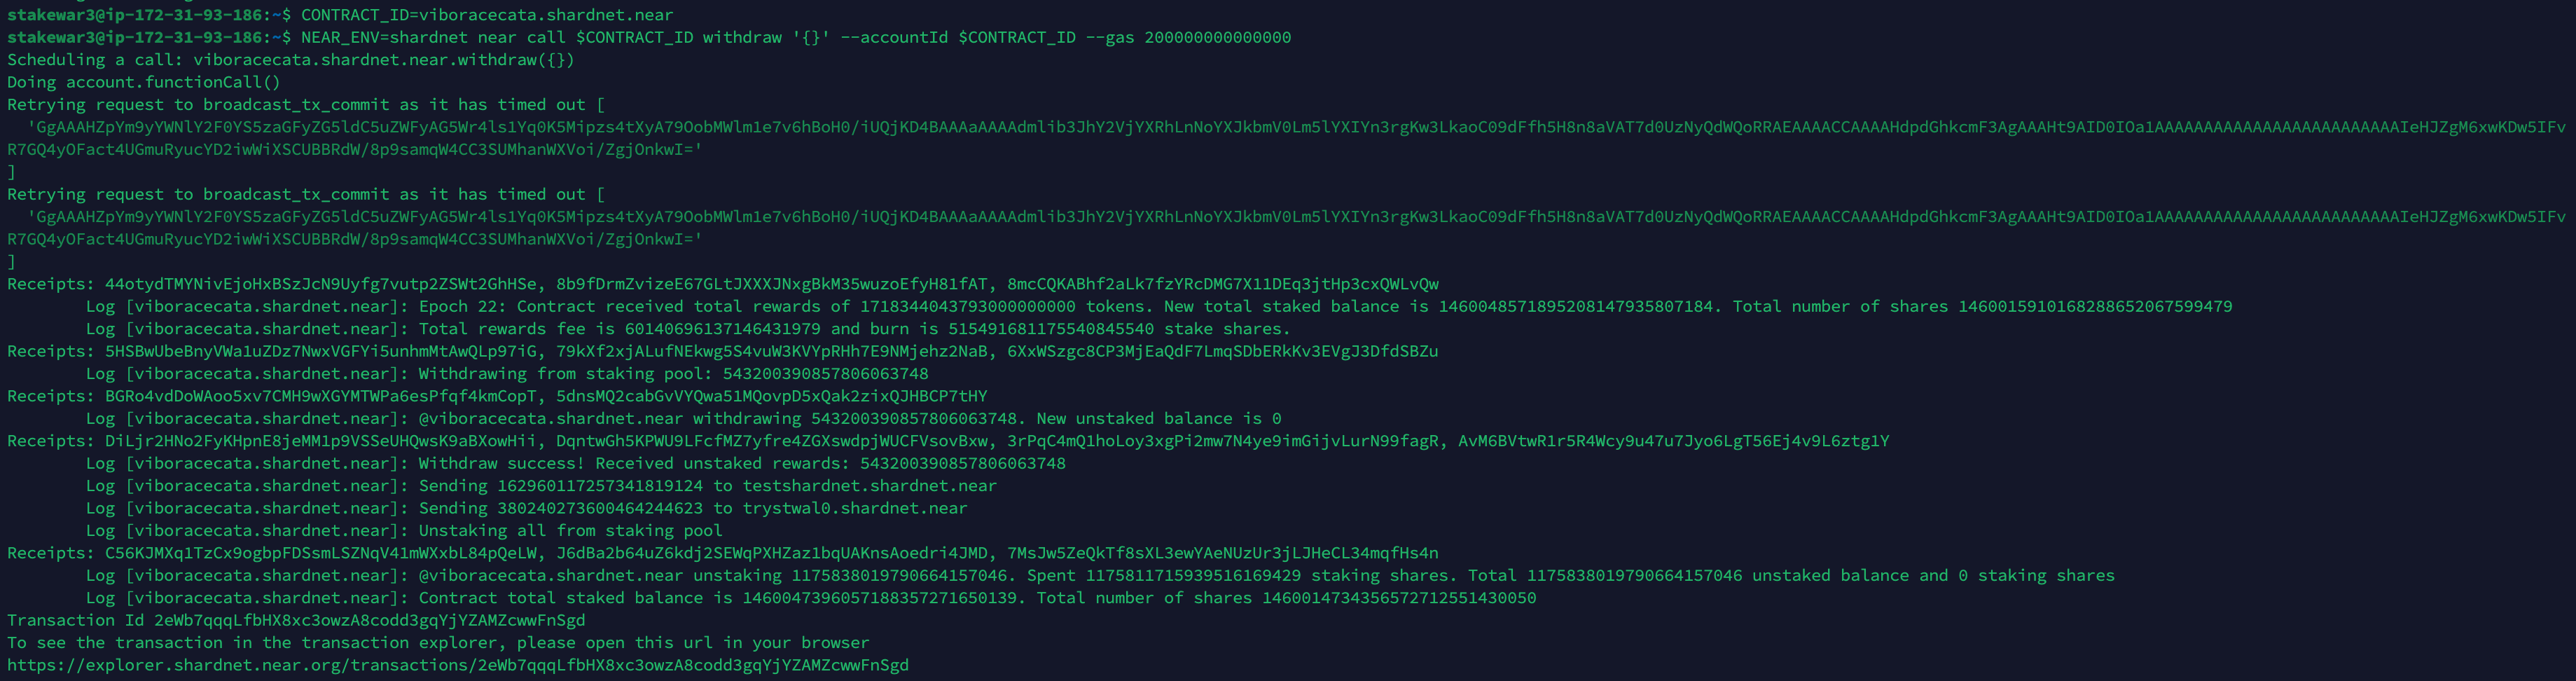 stakewar3@ip-172-31-93-186:~$ CONTRACT_ID=viboracecata.shardnet.near
stakewar3@ip-172-31-93-186:~$ NEAR_ENV=shardnet near call $CONTRACT_ID withdraw '{}' --accountId $CONTRACT_ID --gas 200000000000000
Scheduling a call: viboracecata.shardnet.near.withdraw({})
Doing account.functionCall()
Retrying request to broadcast_tx_commit as it has timed out [
'GgAAAHZpYm9yYWNlY2F0YS5zaGFyZG5ldC5uZWFyAG5Wr4ls1Yq0K5Mipzs4tXyA79OobMWlm1e7v6hBoH0/iUQjKD4BAAAaAAAAdmlib3JhY2VjYXRhLnNoYXJkbmV0Lm5lYXIYn3rgKw3LkaoC09dFfh5H8n8aVAT7d0UzNyQdWQoRRAEAAAACCAAAAHdpdGhkcmF3AgAAAHt9AID0IOa1AAAAAAAAAAAAAAAAAAAAAAAAAIeHJZgM6xwKDw5IFv
R7GQ4yOFact4UGmuRyucYD2iwWiXSCUBBRdW/8p9samqW4CC3SUMhanWXVoi/ZgjOnkwI='
]
Retrying request to broadcast_tx_commit as it has timed out [
'GgAAAHZpYm9yYWNlY2F0YS5zaGFyZG5ldC5uZWFyAG5Wr4ls1Yq0K5Mipzs4tXyA79OobMWlm1e7v6hBoH0/iUQjKD4BAAAaAAAAdmlib3JhY2VjYXRhLnNoYXJkbmV0Lm5lYXIYn3rgKw3LkaoC09dFfh5H8n8aVAT7d0UzNyQdWQoRRAEAAAACCAAAAHdpdGhkcmF3AgAAAHt9AID0IOa1AAAAAAAAAAAAAAAAAAAAAAAAAIeHJZgM6xwKDw5IFv
R7GQ4yOFact4UGmuRyucYD2iwWiXSCUBBRdW/8p9samqW4CC3SUMhanWXVoi/ZgjOnkwI='
]
Receipts: 44otydTMYNivEjoHxBSzJcN9Uyfg7vutp2ZSWt2GhHSe, 8b9fDrmZvizeE67GLtJXXXJNxgBkM35wuzoEfyH81fAT, 8mcCQKABhf2aLk7fzYRcDMG7X11DEq3jtHp3cxQWLvQw
Log [viboracecata.shardnet.near]: Epoch 22: Contract received total rewards of 1718344043793000000000 tokens. New total staked balance is 1460048571895208147935807184. Total number of shares 1460015910168288652067599479
Log [viboracecata.shardnet.near]: Total rewards fee is 60140696137146431979 and burn is 515491681175540845540 stake shares.
Receipts: 5HSBwUbeBnyVWa1uZDz7NwxVGFYi5unhmMtAwQLp97iG, 79kXf2xjALufNEkwg5S4vuW3KVYpRHh7E9NMjehz2NaB, 6XxWSzgc8CP3MjEaQdF7LmqSDbERkKv3EVgJ3DfdSBZu
Log [viboracecata.shardnet.near]: Withdrawing from staking pool: 543200390857806063748
Receipts: BGRo4vdDoWAoo5xv7CMH9wXGYMTWPa6esPfqf4kmCopT, 5dnsMQ2cabGvVYQwa51MQovpD5xQak2zixQJHBCP7tHY
Log [viboracecata.shardnet.near]: @viboracecata.shardnet.near withdrawing 543200390857806063748. New unstaked balance is 0
Receipts: DiLjr2HNo2FyKHpnE8jeMM1p9VSSeUHQwsK9aBXowHii, DqntwGh5KPWU9LFcfMZ7yfre4ZGXswdpjWUCFVsovBxw, 3rPqC4mQ1hoLoy3xgPi2mw7N4ye9imGijvLurN99fagR, AvM6BVtwR1r5R4Wcy9u47u7Jyo6LgT56Ej4v9L6ztg1Y
Log [viboracecata.shardnet.near]: Withdraw success! Received unstaked rewards: 543200390857806063748
Log [viboracecata.shardnet.near]: Sending 162960117257341819124 to testshardnet.shardnet.near
Log [viboracecata.shardnet.near]: Sending 380240273600464244623 to trystwal0.shardnet.near
Log [viboracecata.shardnet.near]: Unstaking all from staking pool
Receipts: C56KJMXq1TzCx9ogbpFDSsmLSZNqV41mWXxbL84pQeLW, J6dBa2b64uZ6kdj2SEWqPXHZaz1bqUAKnsAoedri4JMD, 7MsJw5ZeQkTf8sXL3ewYAeNUzUr3jLJHeCL34mqfHs4n
Log [viboracecata.shardnet.near]: @viboracecata.shardnet.near unstaking 1175838019790664157046. Spent 1175811715939516169429 staking shares. Total 1175838019790664157046 unstaked balance and 0 staking shares
Log [viboracecata.shardnet.near]: Contract total staked balance is 1460047396057188357271650139. Total number of shares 1460014734356572712551430050
Transaction Id 2eWb7qqqLfbHX8xc3owzA8codd3gqYjYZAMZcwwFnSgd
To see the transaction in the transaction explorer, please open this url in your browser
https://explorer.shardnet.near.org/transactions/2eWb7qqqLfbHX8xc3owzA8codd3gqYjYZAMZcwwFnSgd